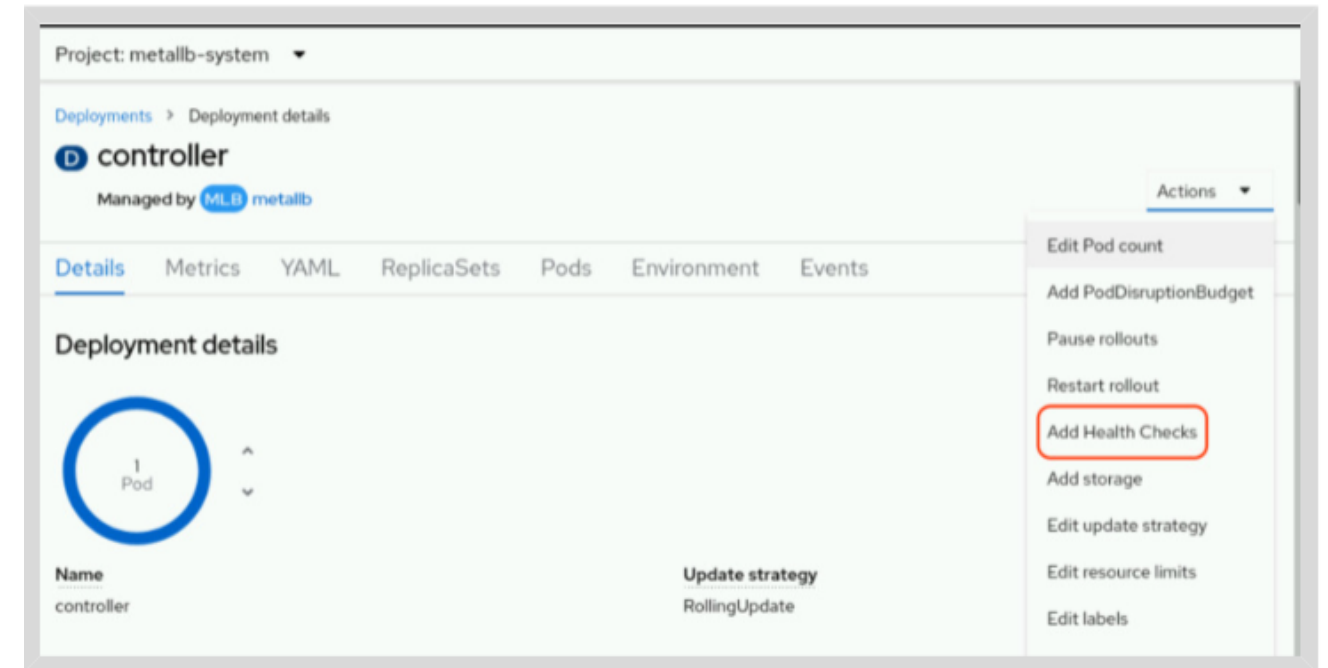 Project: metallb-system
Deployments > Deployment details
D controller
Managed by MLB metallb
Actions
Details Metrics YAML ReplicaSets Pods Environment Events
Edit Pod count
Add PodDisruptionBudget
Pause rollouts
Restart rollout
Add Health Checks
Add storage
Edit update strategy
Edit resource limits
Edit labels
Deployment details
1
Pod
Name
controller
Update strategy
RollingUpdate